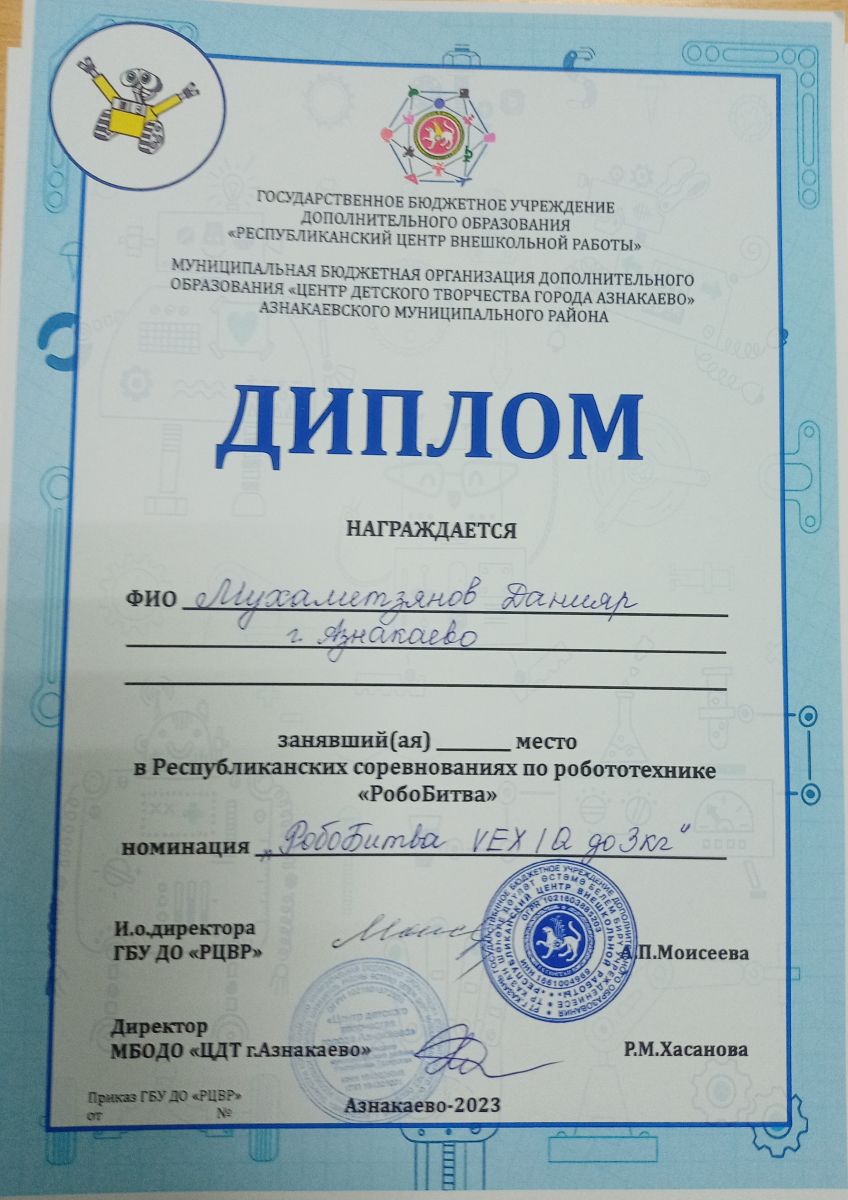 ГОСУДАРСТВЕННОЕ БЮДЖЕТНОЕ УЧРЕЖДЕНИЕ
ДОПОЛНИТЕЛЬНОГО ОБРАЗОВАНИЯ
«РЕСПУБЛИКАНСКИЙ ЦЕНТР ВНЕШКОЛЬНОЙ РАБОТЫ»
МУНИЦИПАЛЬНАЯ БЮДЖЕТНАЯ ОРГАНИЗАЦИЯ ДОПОЛНИТЕЛЬНОГО
ОБРАЗОВАНИЯ «ЦЕНТР ДЕТСКОГО ТВОРЧЕСТВА ГОРОДА АЗНАКАЕВО»
АЗНАКАЕВСКОГО МУНИЦИПАЛЬНОГО РАЙОНА
ДИПЛОМ
НАГРАЖДАЕТСЯ
ФИО Мухаметзянов Данияр
г. Азнакаево
занявший(ая) ______ место
в Республиканских соревнованиях по робототехнике
«РобоБитва»
номинация „РобоБитва VEX IQ до 3кг"
И.о.директора
ГБУ ДО «РЦВР» А.П.Моисеева
Директор
МБОДО «ЦДТ г.Азнакаево» Р.М.Хасанова
Приказ ГБУ ДО «РЦВР»
от №
Азнакаево-2023